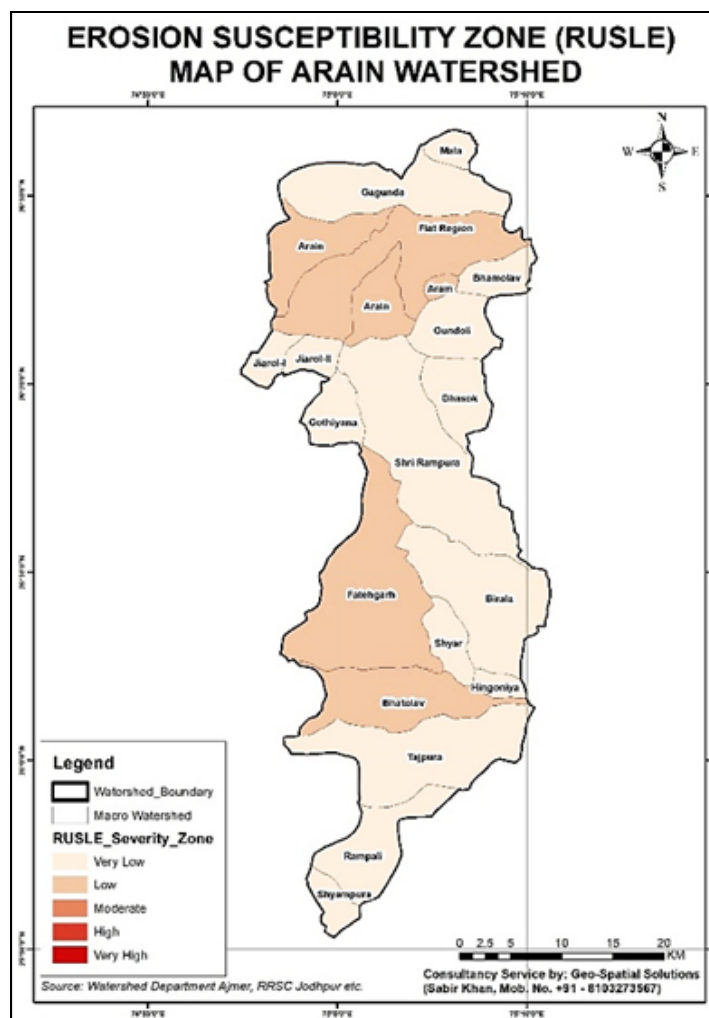 EROSION SUSCEPTIBILITY ZONE (RUSLE)
MAP OF ARAIN WATERSHED
N
W E
S
Mala
Gagunda
Flat Region
Arain
Bhamolav
Arain
Arain
Gundoli
Jiarol-I
Jiarol-II
Dhasok
Gothiyana
Shri Rampura
Fatehgarh
Birala
Shyar
Hingoniya
Bhatolav
Tajpura
Rampali
Shyampura
Legend
Watershed_Boundary
Macro Watershed
RUSLE_Severity_Zone
Very Low
Low
Moderate
High
Very High
0 2.5 5 10 15 20
KM
Consultancy Service by: Geo-Spatial Solutions
(Sabir Khan, Mob. No. +91 - 8103273567)
Source: Watershed Department Ajmer, RRSC Jodhpur etc.